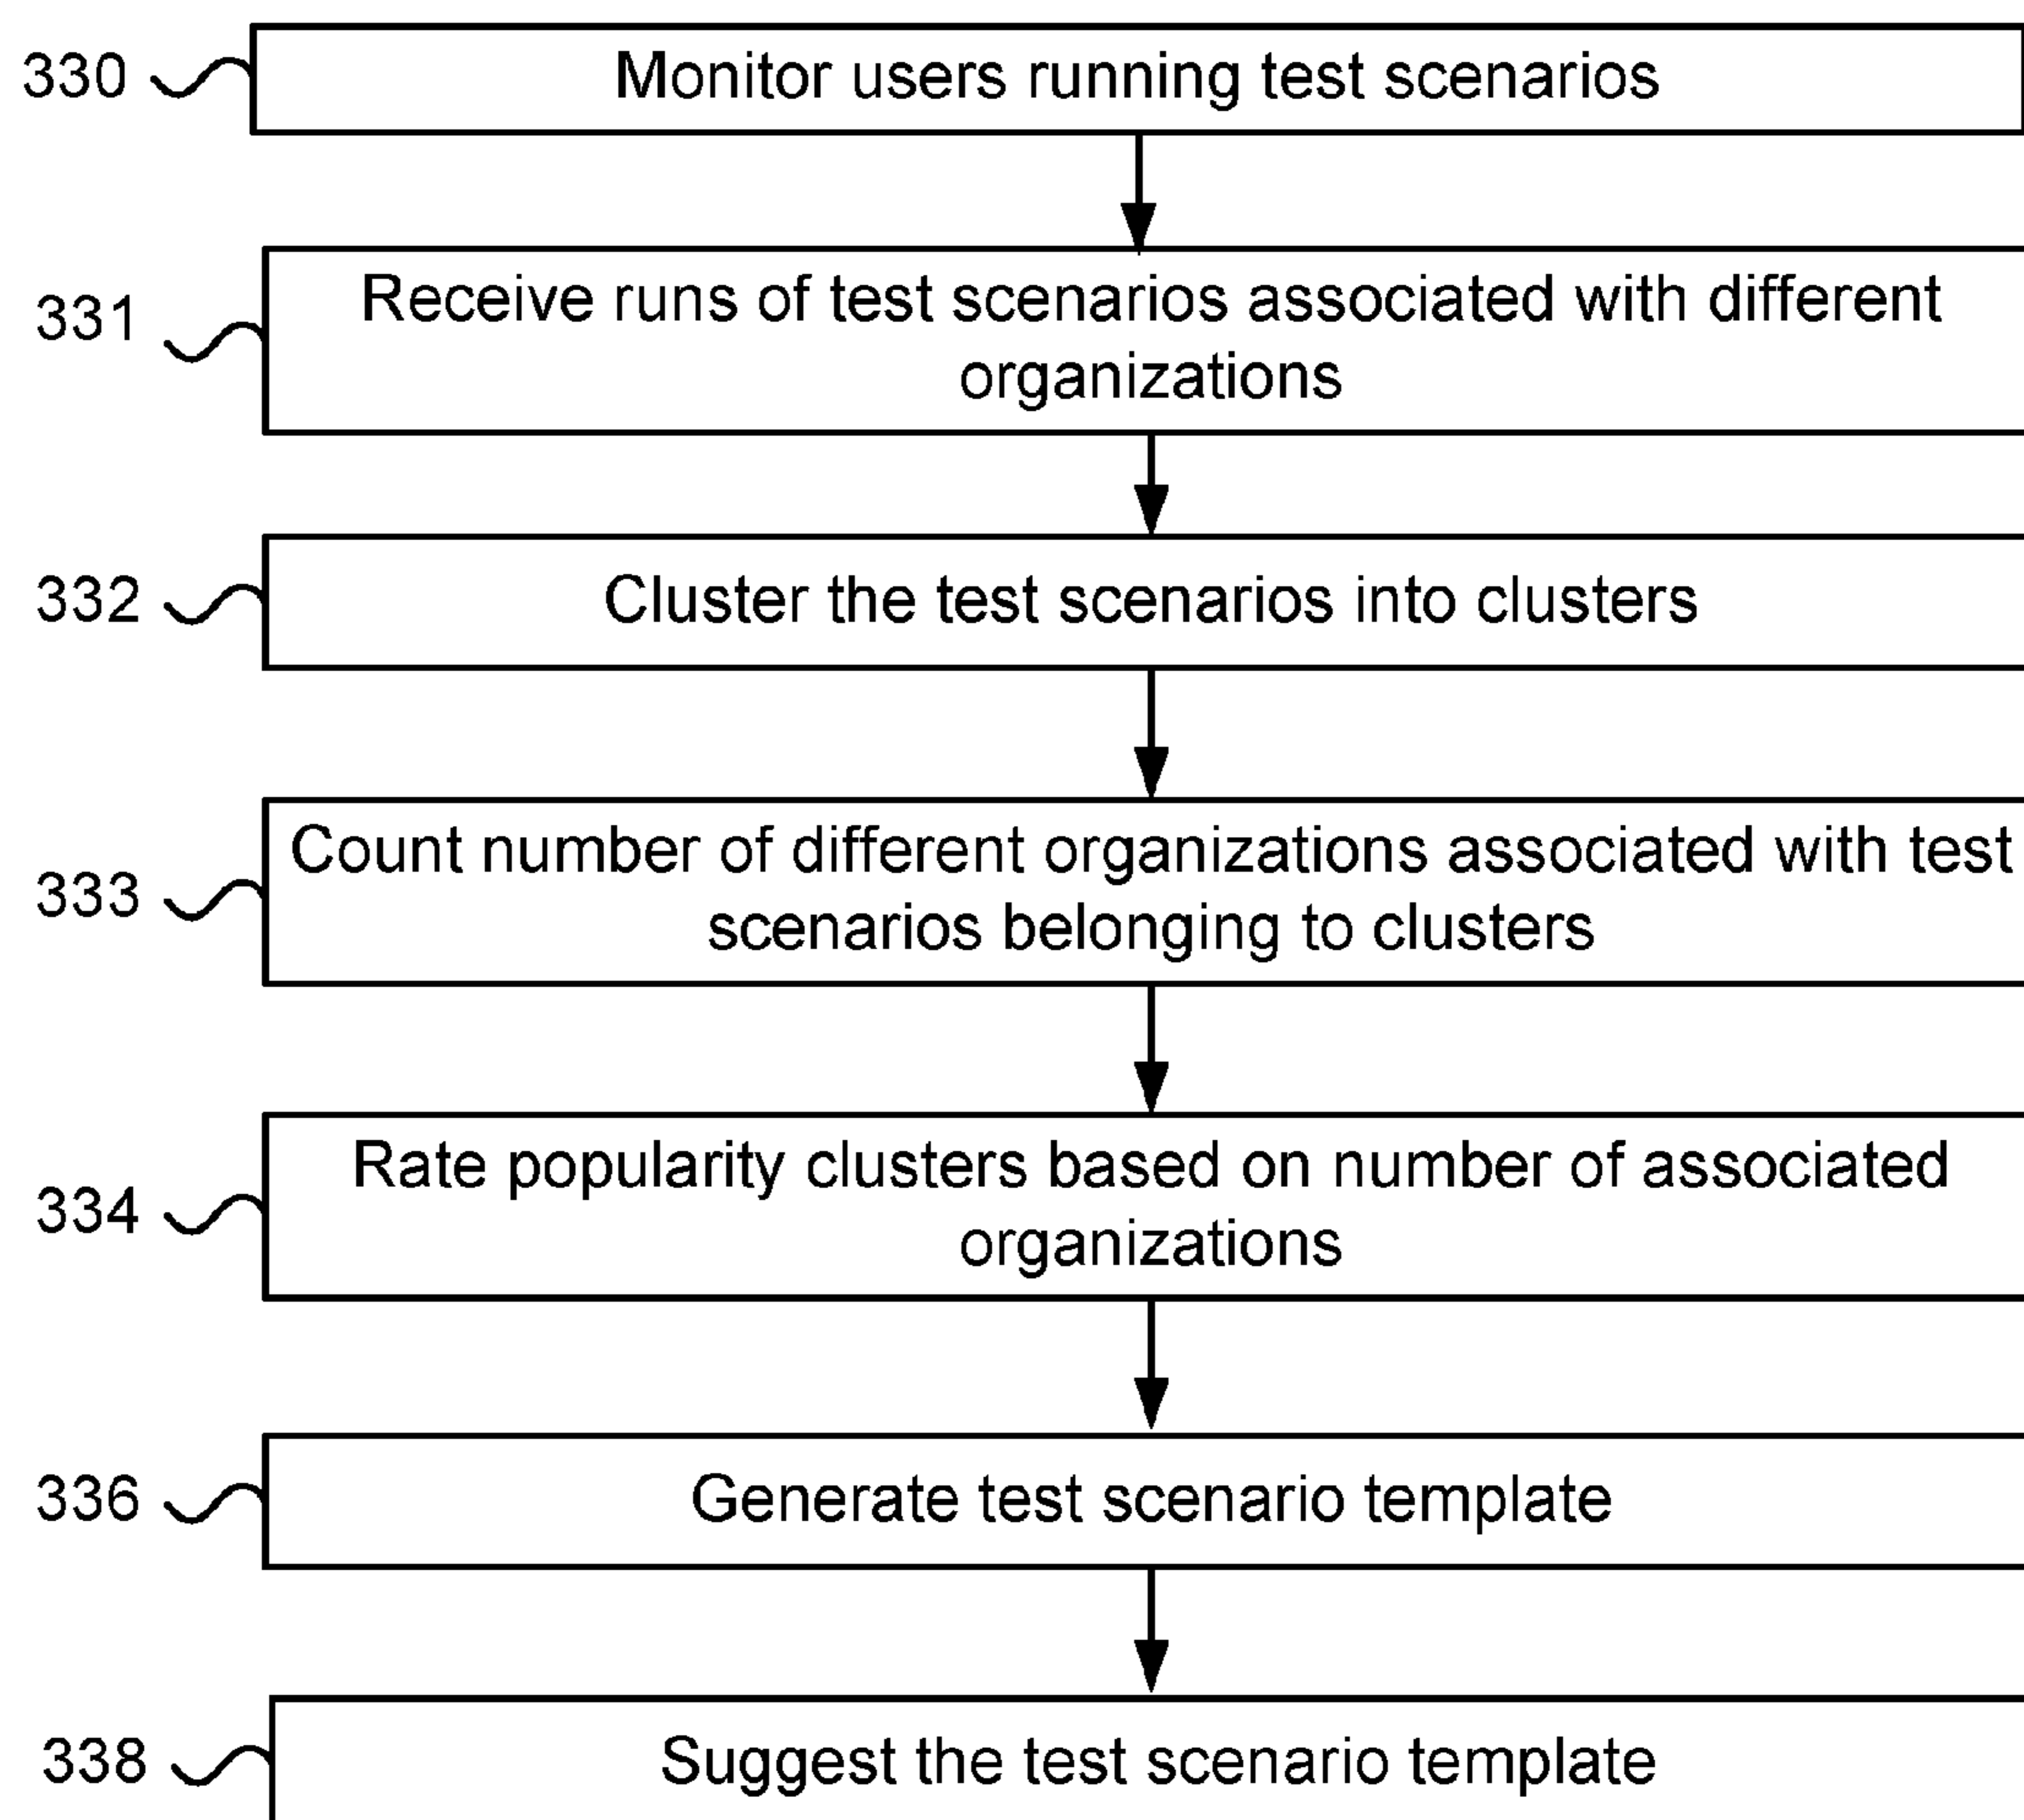 330
Monitor users running test scenarios
331
Receive runs of test scenarios associated with different
organizations
332
Cluster the test scenarios into clusters
333
Count number of different organizations associated with test
scenarios belonging to clusters
334
Rate popularity clusters based on number of associated
organizations
336
Generate test scenario template
338
Suggest the test scenario template